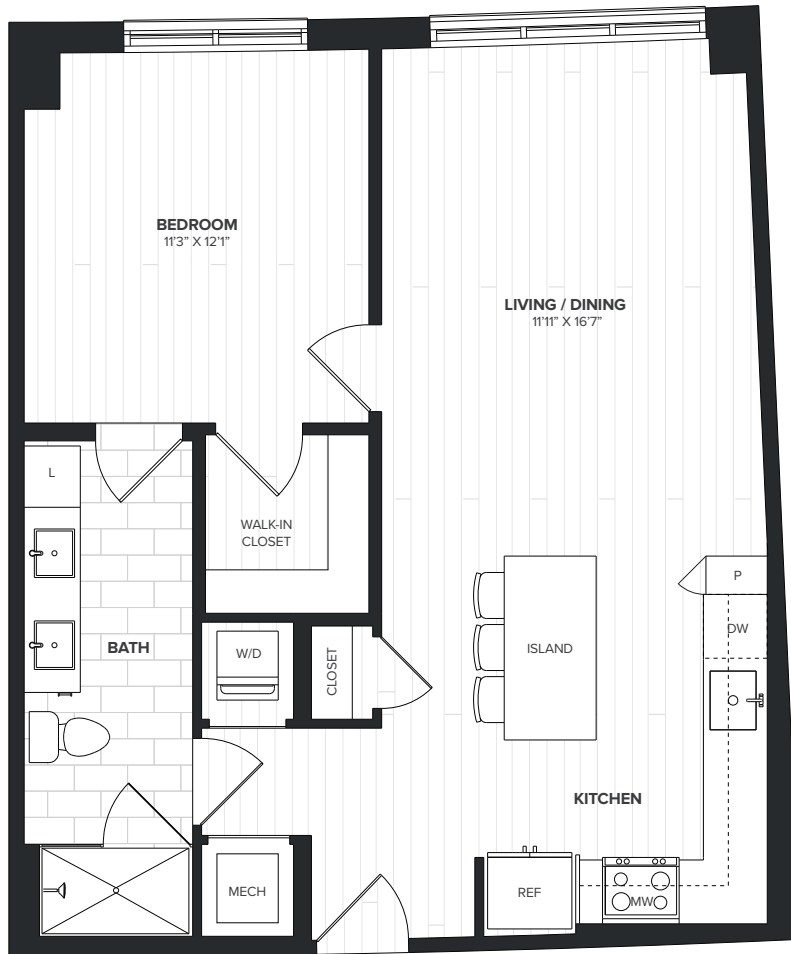 BEDROOM
11'3" X 12'1"
LIVING / DINING
11'11" X 16'7"
L
WALK-IN
CLOSET
P
DW
BATH
W/D
CLOSET
ISLAND
KITCHEN
MECH
REF
MW